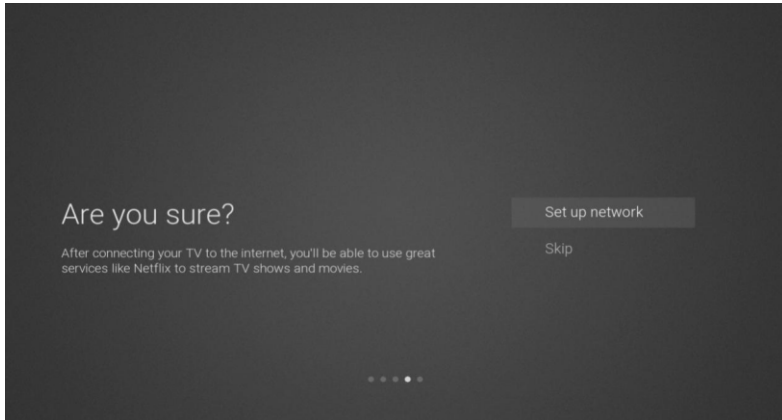 Are you sure?
Set up network
After connecting your TV to the internet, you'll be able to use great
services like Netflix to stream TV shows and movies.
Skip